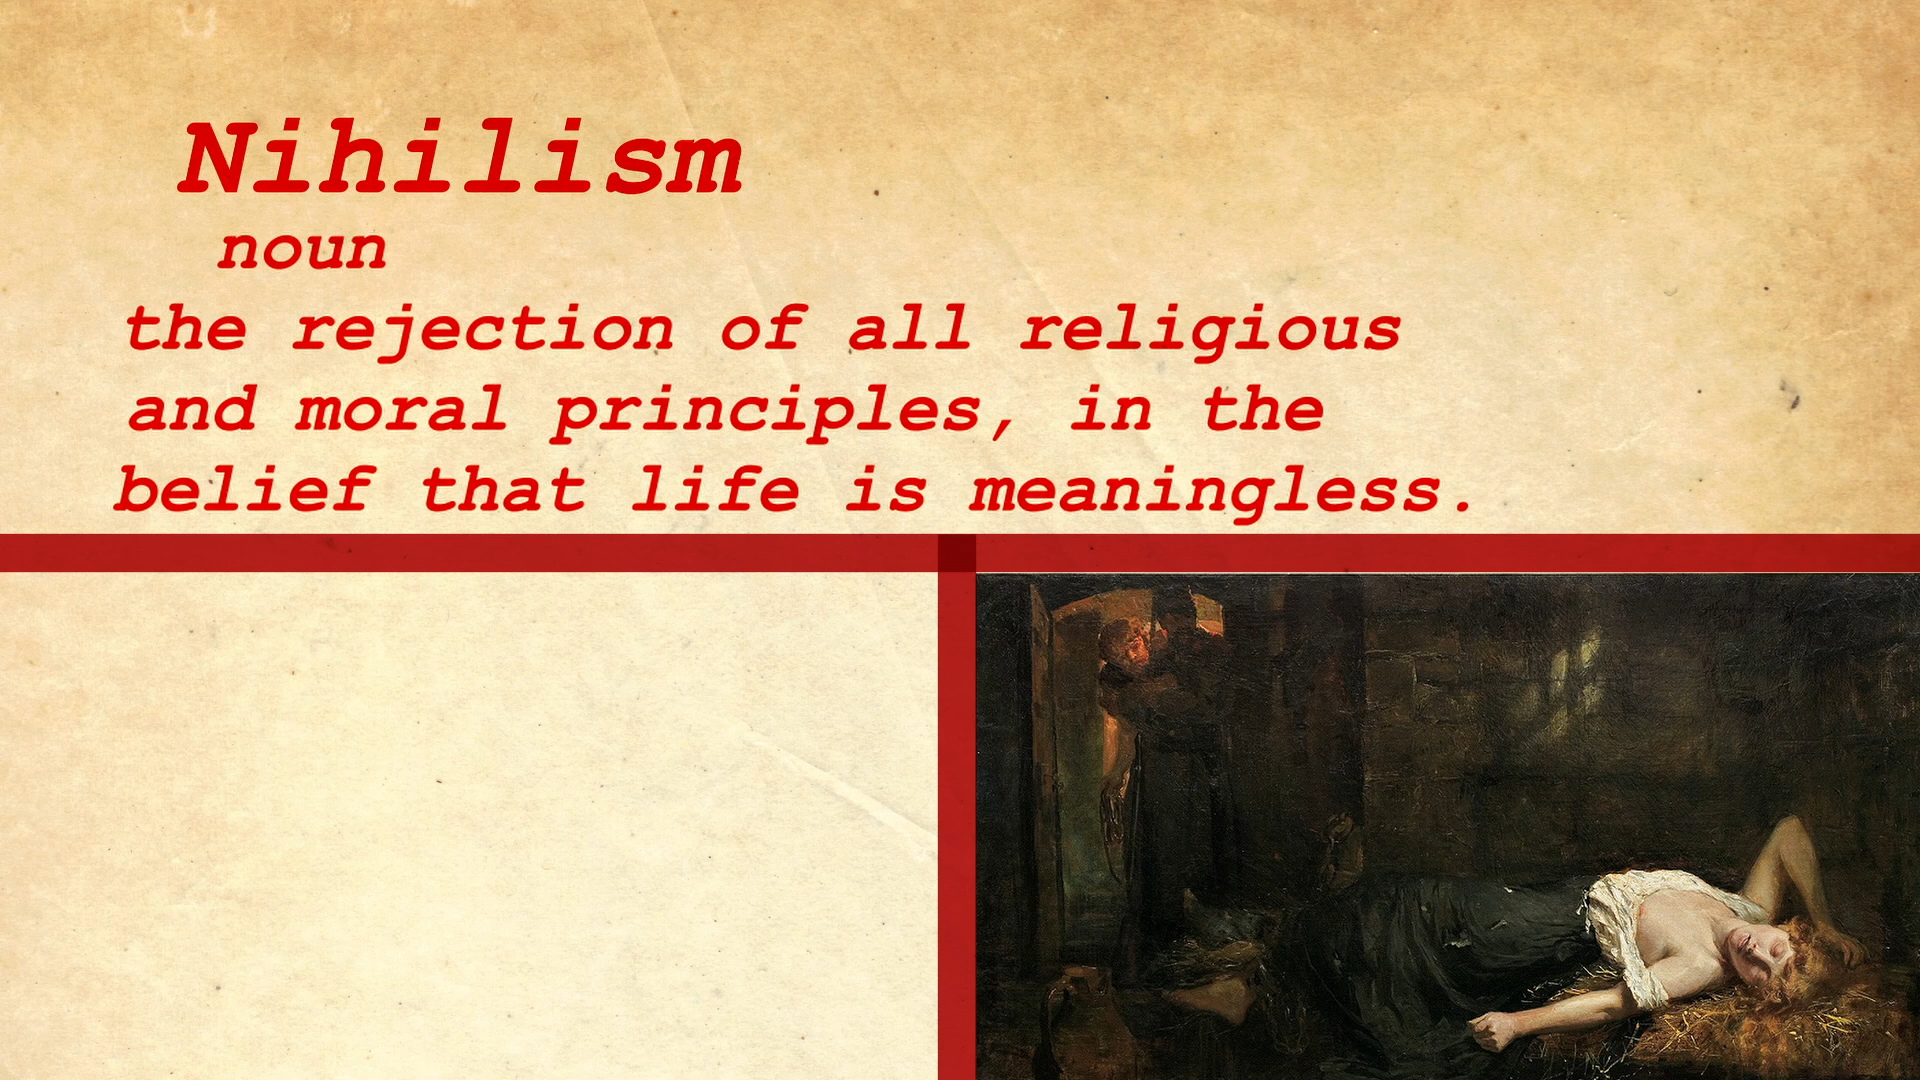 Nihilism
noun
the rejection of all religious
and moral principles, in the
belief that life is meaningless.